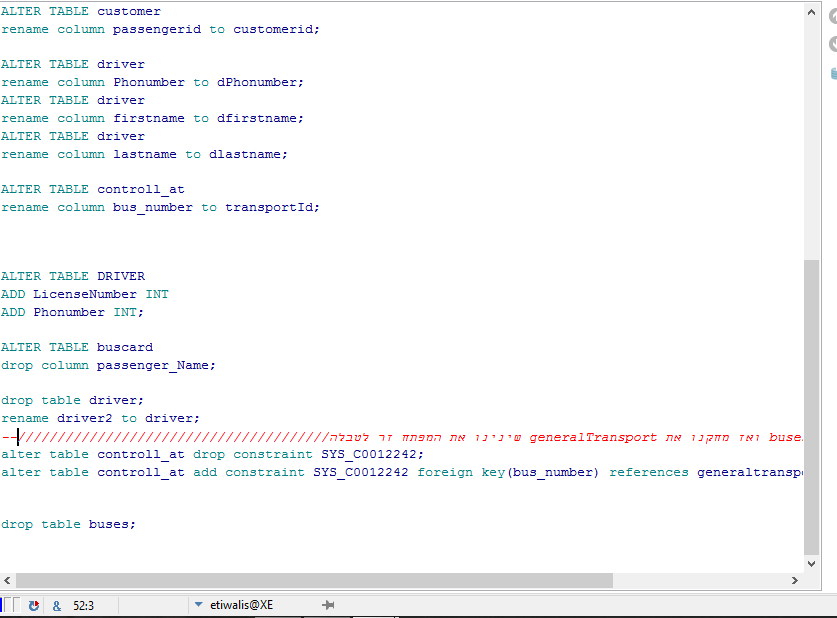 ALTER TABLE customer
rename column passengerid to customerid;
ALTER TABLE driver
rename column Phonumber to dPhonumber;
ALTER TABLE driver
rename column firstname to dfirstname;
ALTER TABLE driver
rename column lastname to dlastname;
ALTER TABLE controll_at
rename column bus_number to transportId;
ALTER TABLE DRIVER
ADD LicenseNumber INT
ADD Phonumber INT;
ALTER TABLE buscard
drop column passenger_Name;
drop table driver;
rename driver2 to driver;
--///////////////////////////////////////שינינו את המפתח זר לטבלה generalTransport ואז מחקנו את buses
alter table controll_at drop constraint SYS_C0012242;
alter table controll_at add constraint SYS_C0012242 foreign key(bus_number) references generaltransp
drop table buses;
& 52:3 etiwalis@XE